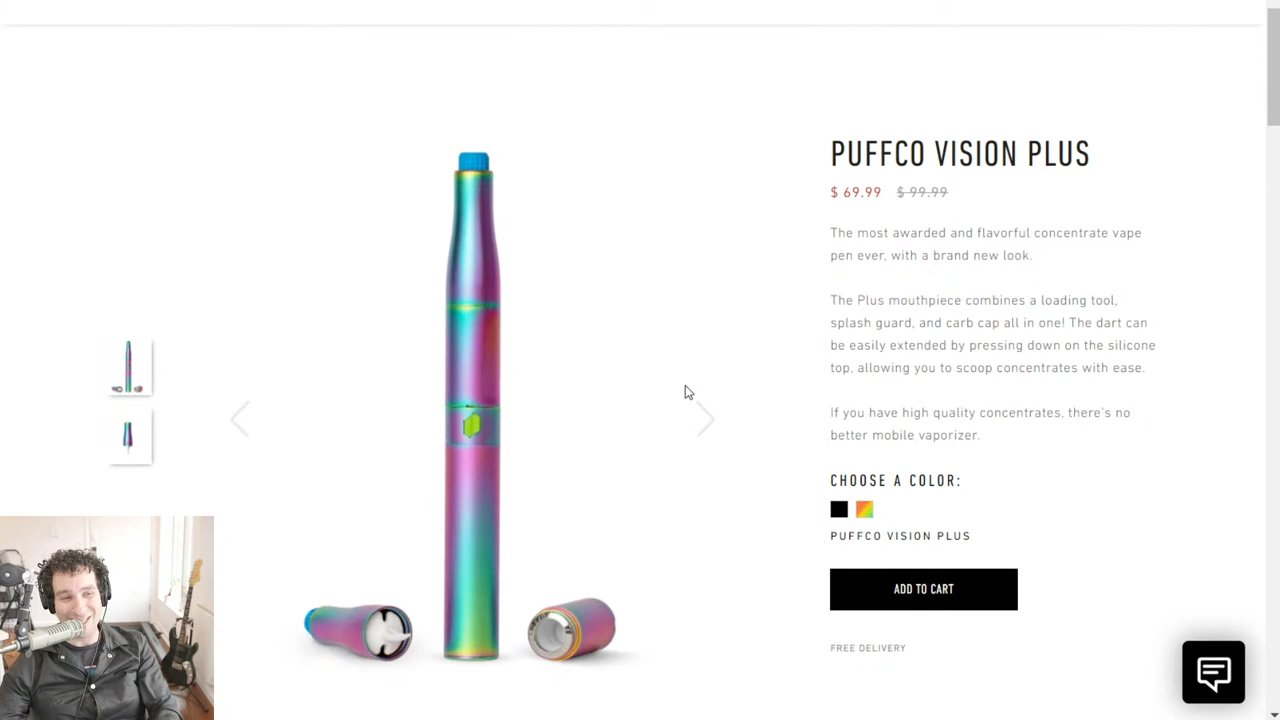 PUFFCO VISION PLUS
$ 69.99 $ 99.99
The most awarded and flavorful concentrate vape
pen ever, with a brand new look.
The Plus mouthpiece combines a loading tool,
splash guard, and carb cap all in one! The dart can
be easily extended by pressing down on the silicone
top, allowing you to scoop concentrates with ease.
If you have high quality concentrates, there's no
better mobile vaporizer.
CHOOSE A COLOR:
PUFFCO VISION PLUS
ADD TO CART
FREE DELIVERY